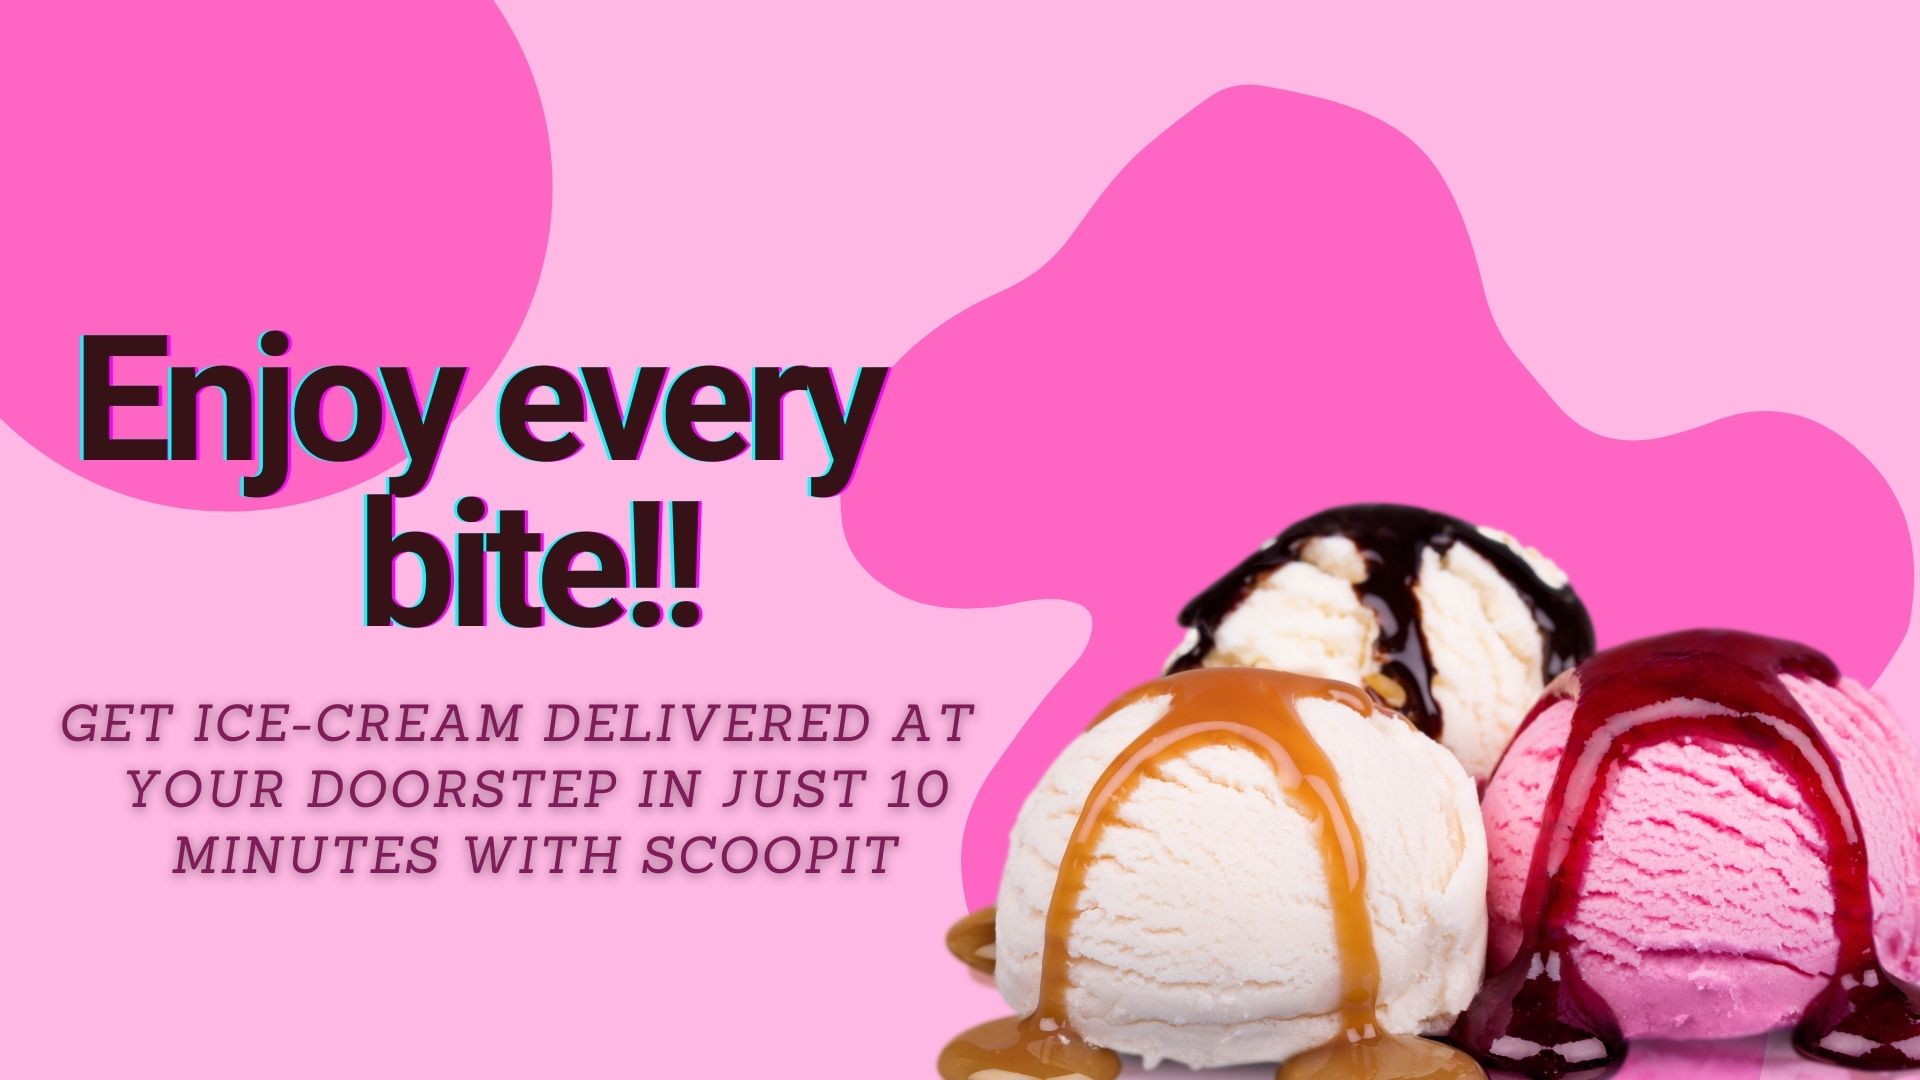 Enjoy every
bite!!
GET ICE-CREAM DELIVERED AT
YOUR DOORSTEP IN JUST 10
MINUTES WITH SCOOPIT